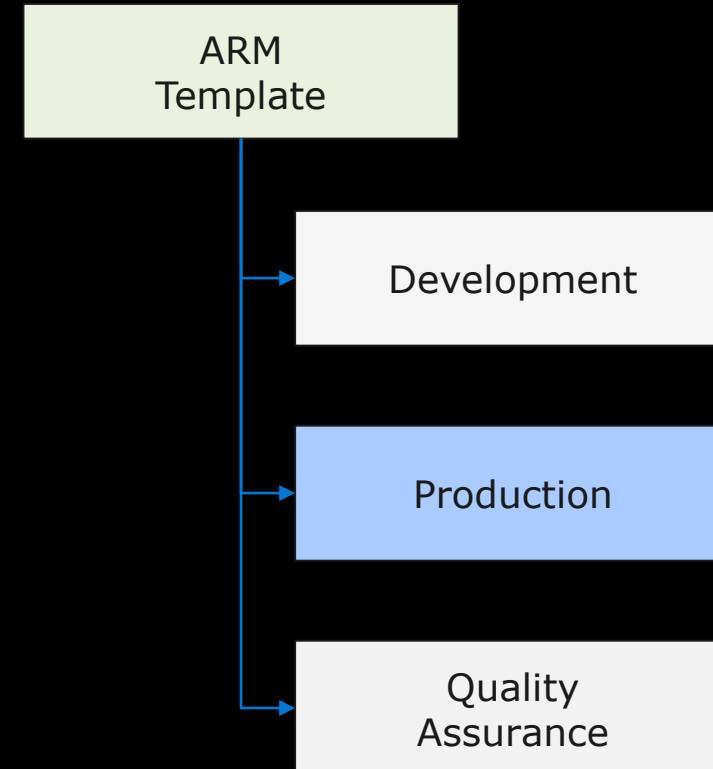 ARM
Template
Development
Production
Quality
Assurance